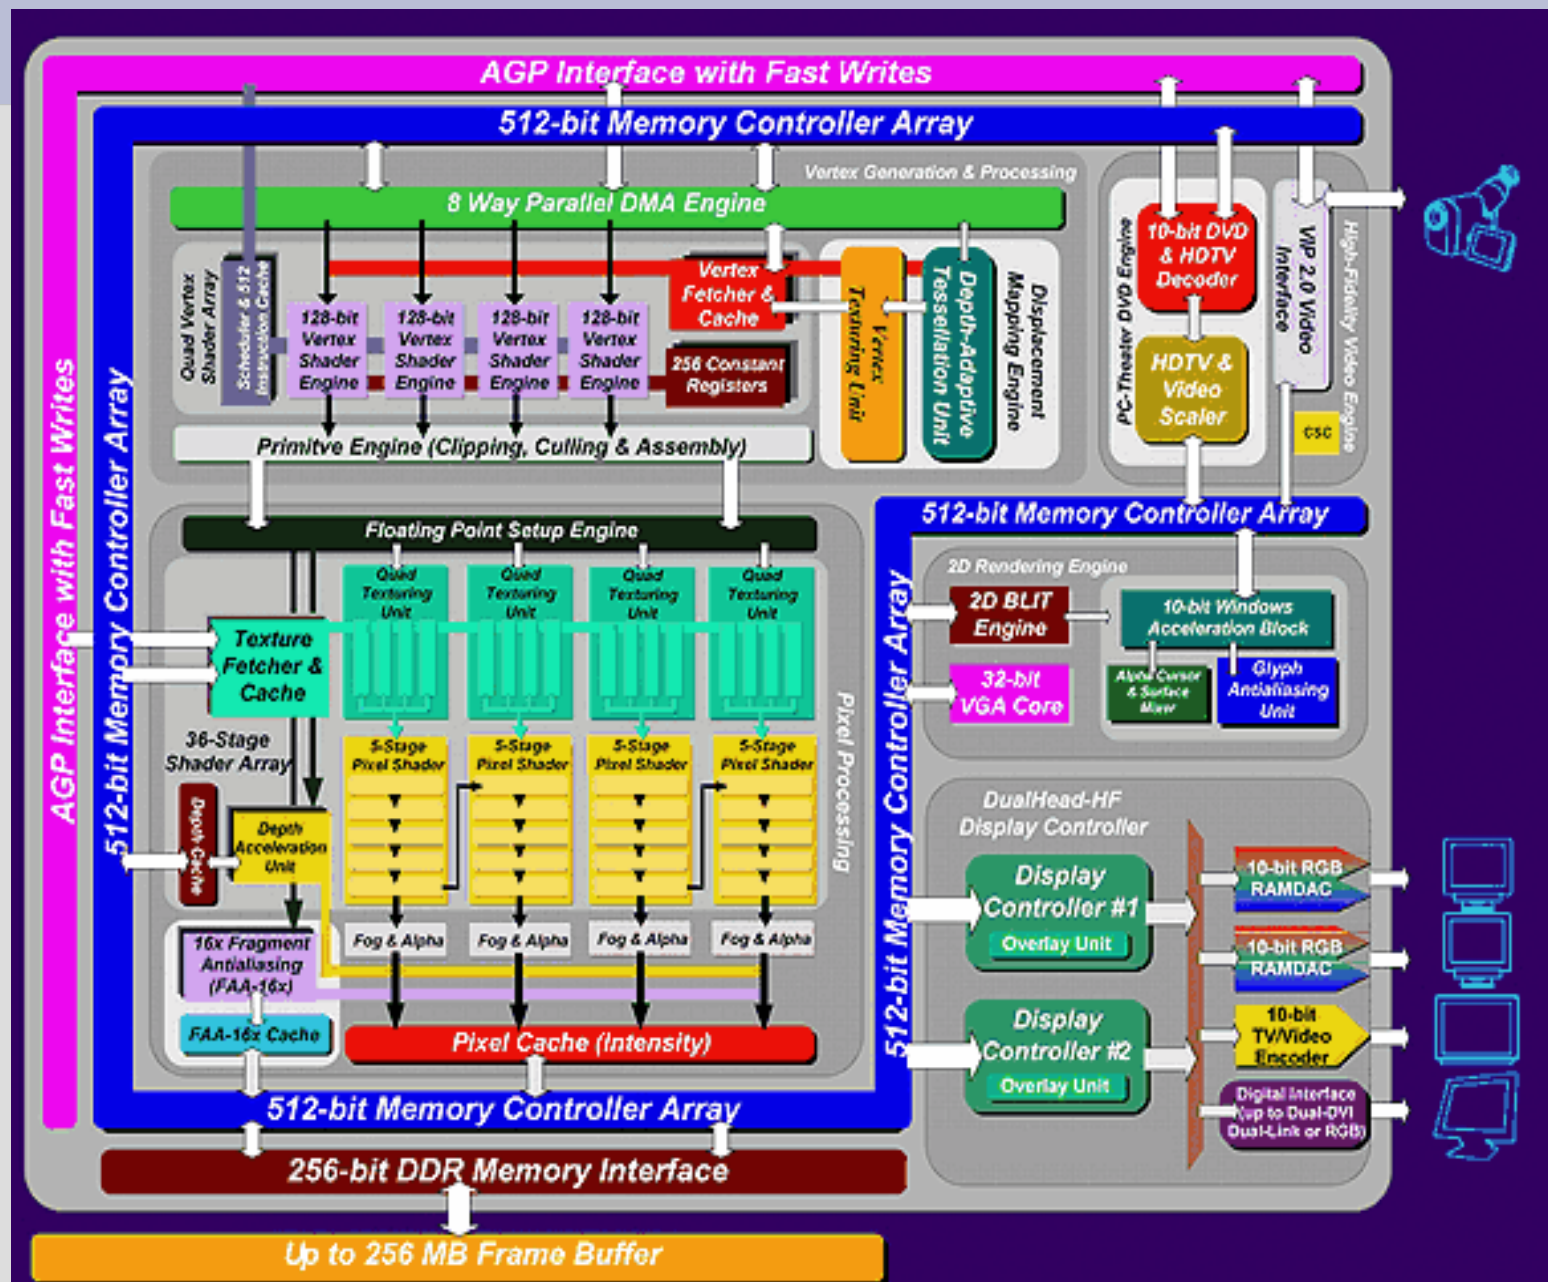 AGP Interface with Fast Writes
512-bit Memory Controller Array
Vertex Generation & Processing
8 Way Parallel DMA Engine
Quad Vertex
Shader Array
Scheduler & 512
Instruction Cache
128-bit
Vertex
Shader
Engine
128-bit
Vertex
Shader
Engine
128-bit
Vertex
Shader
Engine
128-bit
Vertex
Shader
Engine
Vertex
Fetcher &
Cache
256 Constant
Registers
Vertex
Texturing Unit
Depth-Adaptive
Tessellation Unit
Displacement
Mapping Engine
Primitve Engine (Clipping, Culling & Assembly)
PC-Theater DVD Engine
10-bit DVD
& HDTV
Decoder
HDTV &
Video
Scaler
VIP 2.0 Video
Interface
CSC
High-Fidelity Video Engine
AGP Interface with Fast Writes
512-bit Memory Controller Array
Floating Point Setup Engine
Quad
Texturing
Unit
Quad
Texturing
Unit
Quad
Texturing
Unit
Quad
Texturing
Unit
Texture
Fetcher &
Cache
36-Stage
Shader Array
5-Stage
Pixel Shader
5-Stage
Pixel Shader
5-Stage
Pixel Shader
5-Stage
Pixel Shader
Pixel Processing
Depth Cache
Depth
Acceleration
Unit
16x Fragment
Antialiasing
(FAA-16x)
FAA-16x Cache
Fog & Alpha
Fog & Alpha
Fog & Alpha
Fog & Alpha
Pixel Cache (Intensity)
512-bit Memory Controller Array
512-bit Memory Controller Array
512-bit Memory Controller Array
2D Rendering Engine
2D BLIT
Engine
32-bit
VGA Core
10-bit Windows
Acceleration Block
Alpha Cursor
& Surface
Mixer
Glyph
Antialiasing
Unit
512-bit Memory Controller Array
DualHead-HF
Display Controller
Display
Controller #1
Overlay Unit
Display
Controller #2
Overlay Unit
10-bit RGB
RAMDAC
10-bit RGB
RAMDAC
10-bit
TV/Video
Encoder
Digital Interface
(up to Dual-DVI
Dual-Link or RGB)
256-bit DDR Memory Interface
Up to 256 MB Frame Buffer